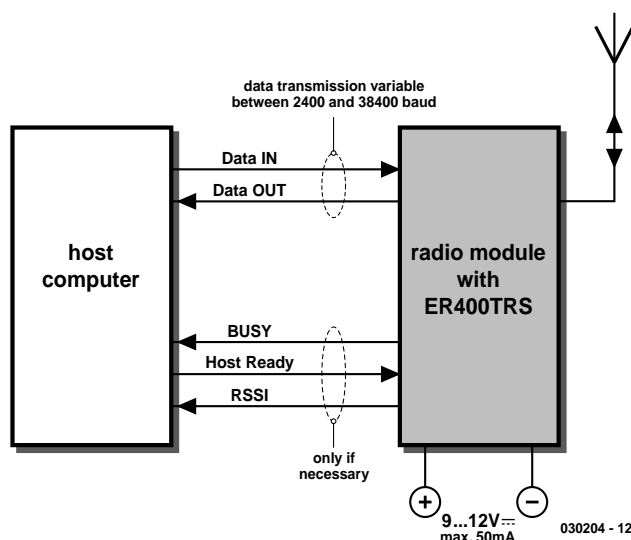 data transmission variable
between 2400 and 38400 baud
Data IN
Data OUT
host
computer
radio module
with
ER400TRS
BUSY
Host Ready
RSSI
only if
necessary
+
−
9...12V⎓
max. 50mA
030204 - 12